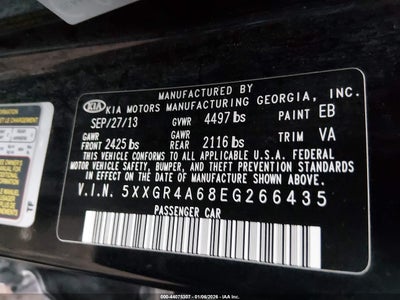 MANUFACTURED BY
KIA KIA MOTORS MANUFACTURING GEORGIA, INC.
SEP/27/13 GVWR 4497 lbs PAINT EB
GAWR FRONT 2425 lbs GAWR REAR 2116 lbs TRIM VA
THIS VEHICLE CONFORMS TO ALL APPLICABLE U.S.A. FEDERAL
MOTOR VEHICLE SAFETY, BUMPER, AND THEFT PREVENTION STANDARDS
IN EFFECT ON THE DATE OF MANUFACTURE SHOWN ABOVE.
V.I.N. 5XXGR4A68EG266435
PASSENGER CAR
TP
000-44075307 - 01/06/2026 - IAA Inc.